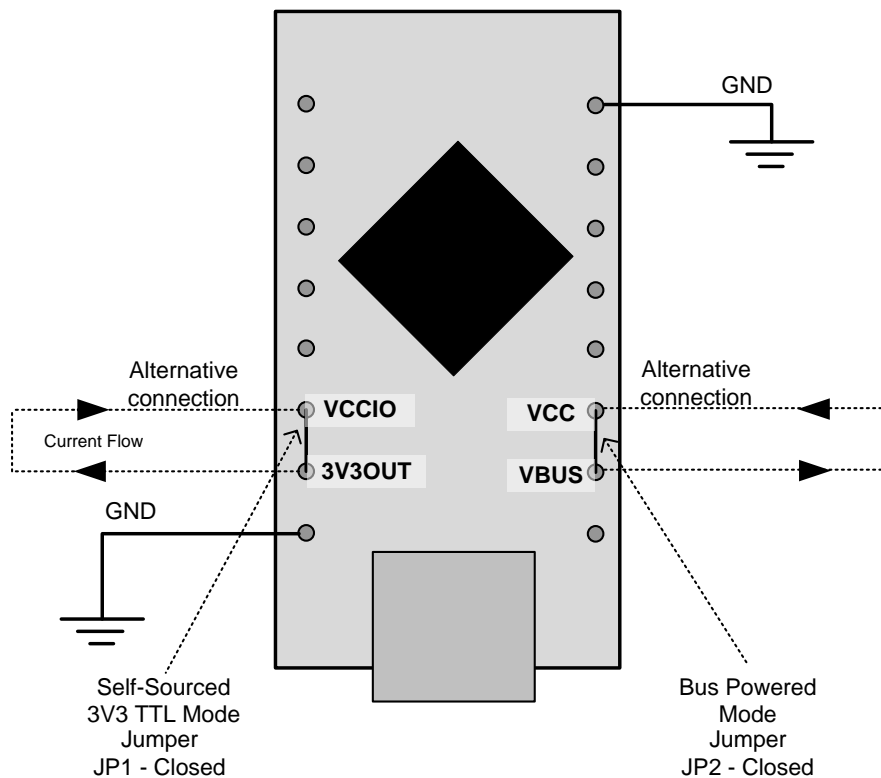 GND
Alternative
connection
Alternative
connection
VCCIO
VCC
Current Flow
3V3OUT
VBUS
GND
Self-Sourced
3V3 TTL Mode
Jumper
JP1 - Closed
Bus Powered
Mode
Jumper
JP2 - Closed